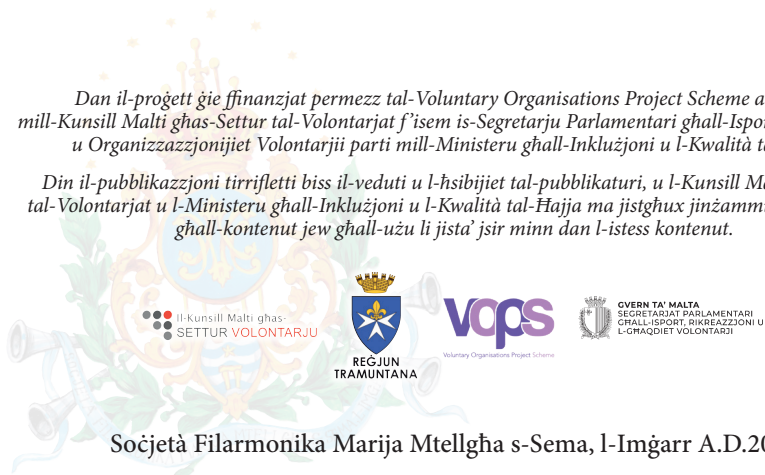 Dan il-proġett ġie ffinanzjat permezz tal-Voluntary Organisations Project Scheme
mill-Kunsill Malti għas-Settur tal-Volontarjat f’isem is-Segretarju Parlamentari
u Organizzazzjonijiet Volontarjii parti mill-Ministeru għall-Inklużjoni u l-Kwalità
Din il-pubblikazzjoni tirrifletti biss il-veduti u l-ħsibijiet tal-pubblikaturi, u l-Kunsill
tal-Volontarjat u l-Ministeru għall-Inklużjoni u l-Kwalità tal-Ħajja ma jistgħux
għall-kontenut jew għall-użu li jista’ jsir minn dan l-istess kontenut.
Il-Kunsill Malti għas-
SETTUR VOLONTARJU
REĠJUN
TRAMUNTANA
vops
Voluntary Organisations Project Scheme
GVERN TA' MALTA
SEGRETARJAT PARLAMENTARI
GĦALL-ISPORT, RIKREAZZJONI U
L-GĦAQDIET VOLONTARJI
Soċjetà Filarmonika Marija Mtellgħa s-Sema, l-Imġarr